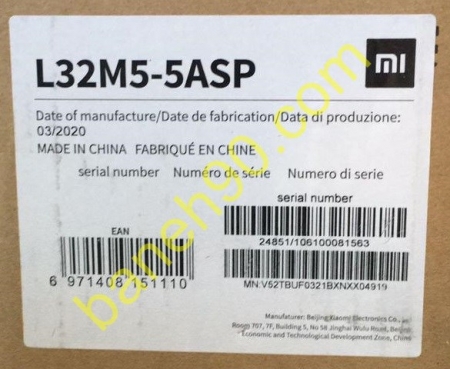 L32M5-5ASP
mi
Date of manufacture/Date de fabrication/Data di produzione:
03/2020
MADE IN CHINA FABRIQUÉ EN CHINE
serial number Numéro de série Numero di serie
serial number
24851/106100081563
EAN
6 971408 151110
MN:V52TBUF0321BXNXX04919
Manufacturer: Beijing Xiaomi Electronics Co.,
Room 707, 7F, Building 5, No 58 Jinghai Wulu Road, Beijing
Economic and Technological Development Zone, China
baneh90.com